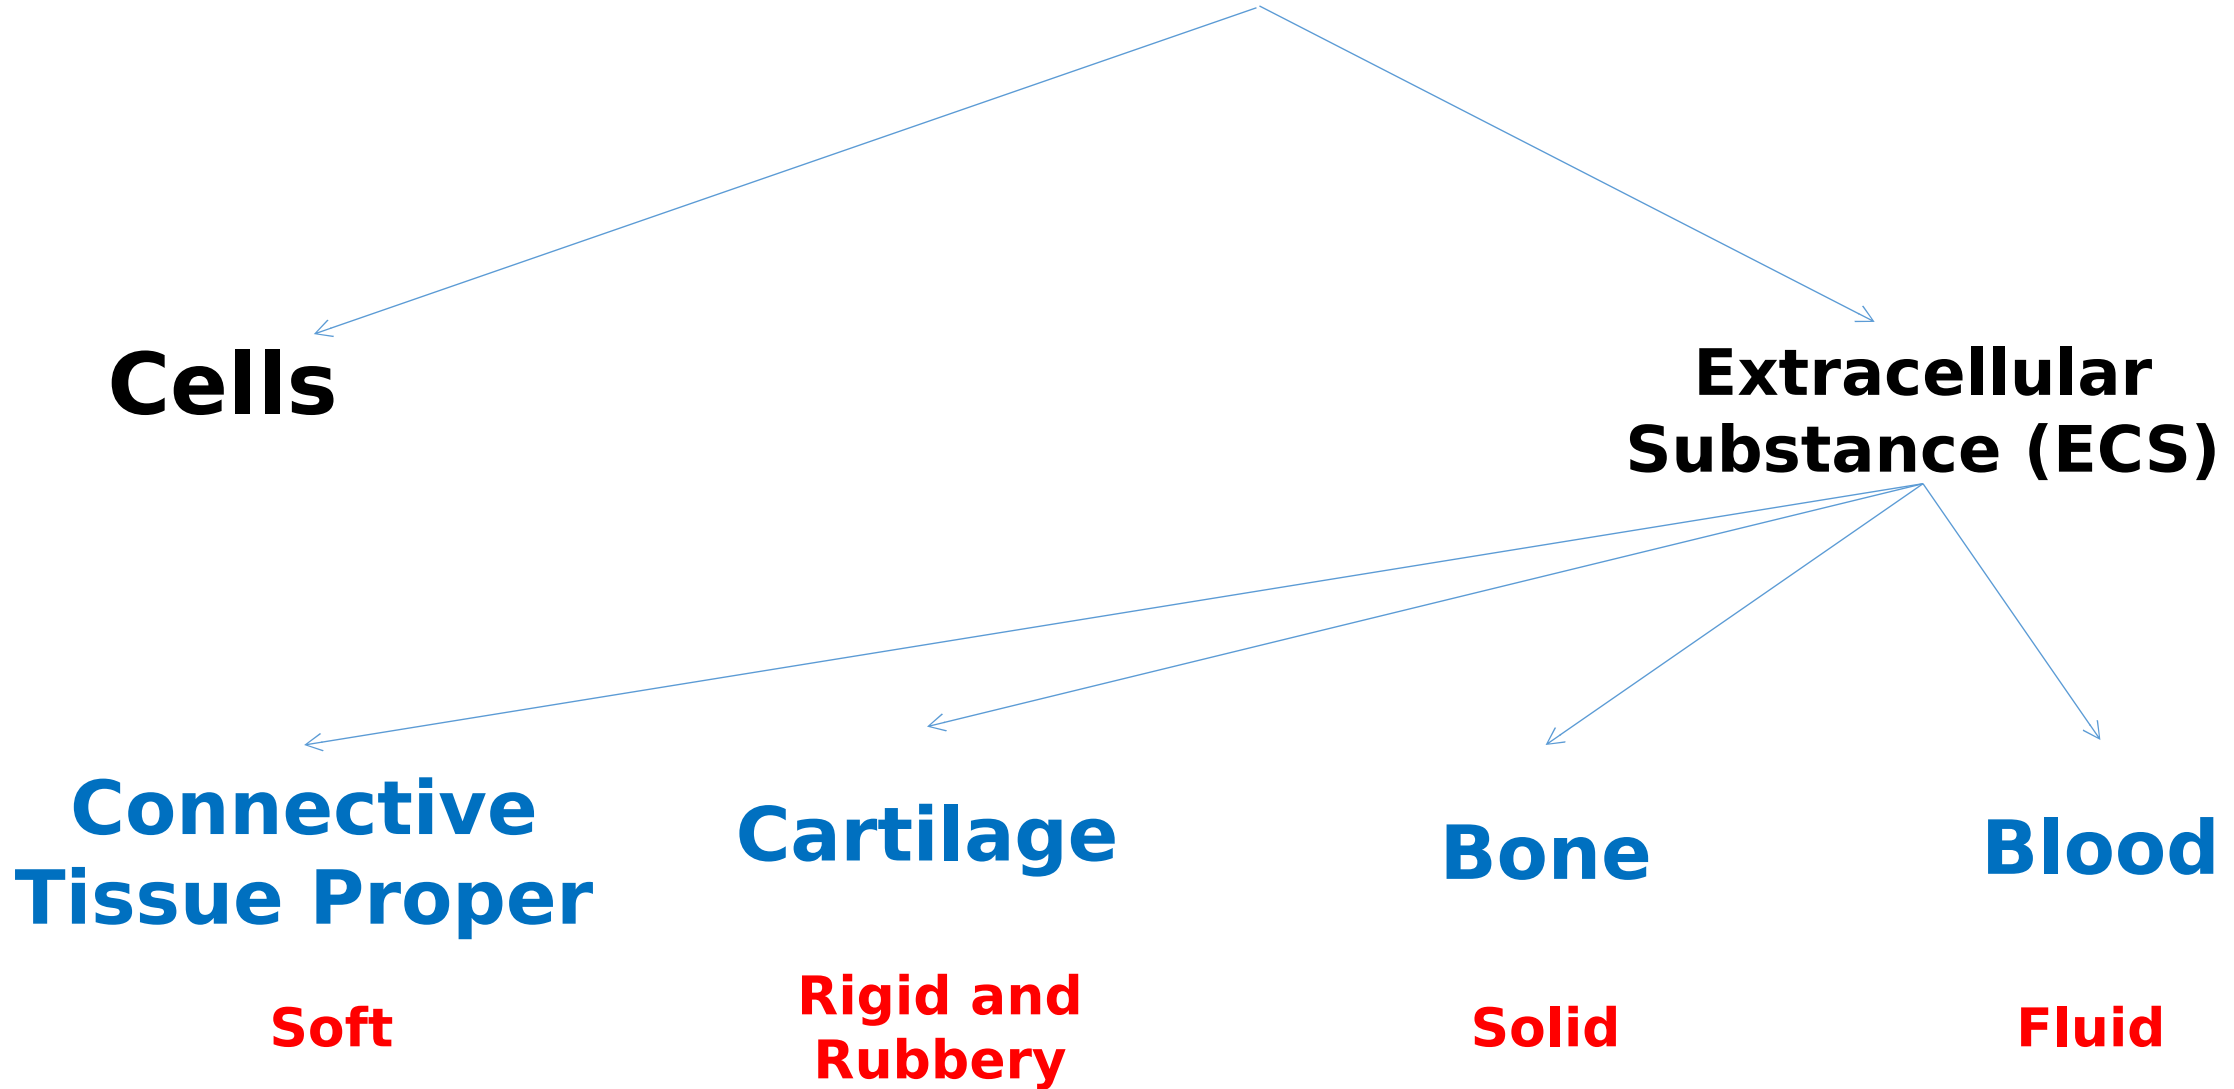 Cells
Extracellular
Substance (ECS)
Connective
Tissue Proper
Cartilage
Bone
Blood
Soft
Rigid and
Rubbery
Solid
Fluid